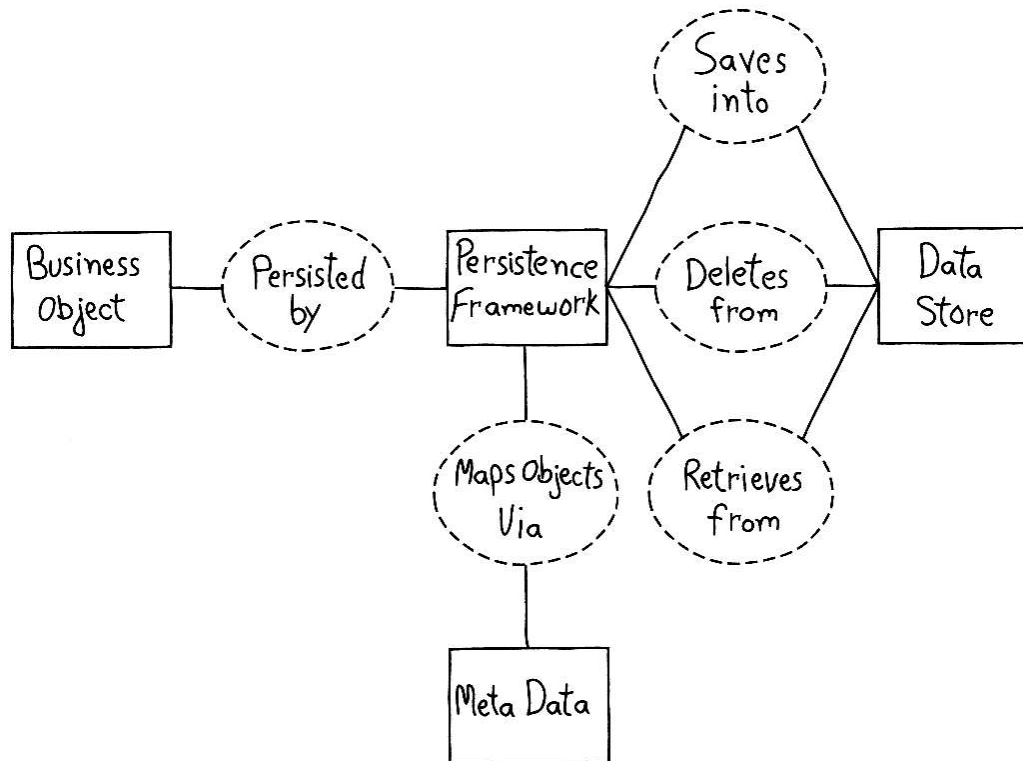 Saves
into
Business
Object
Persisted
by
Persistence
Framework
Deletes
from
Data
Store
Maps Objects
Via
Retrieves
from
Meta Data